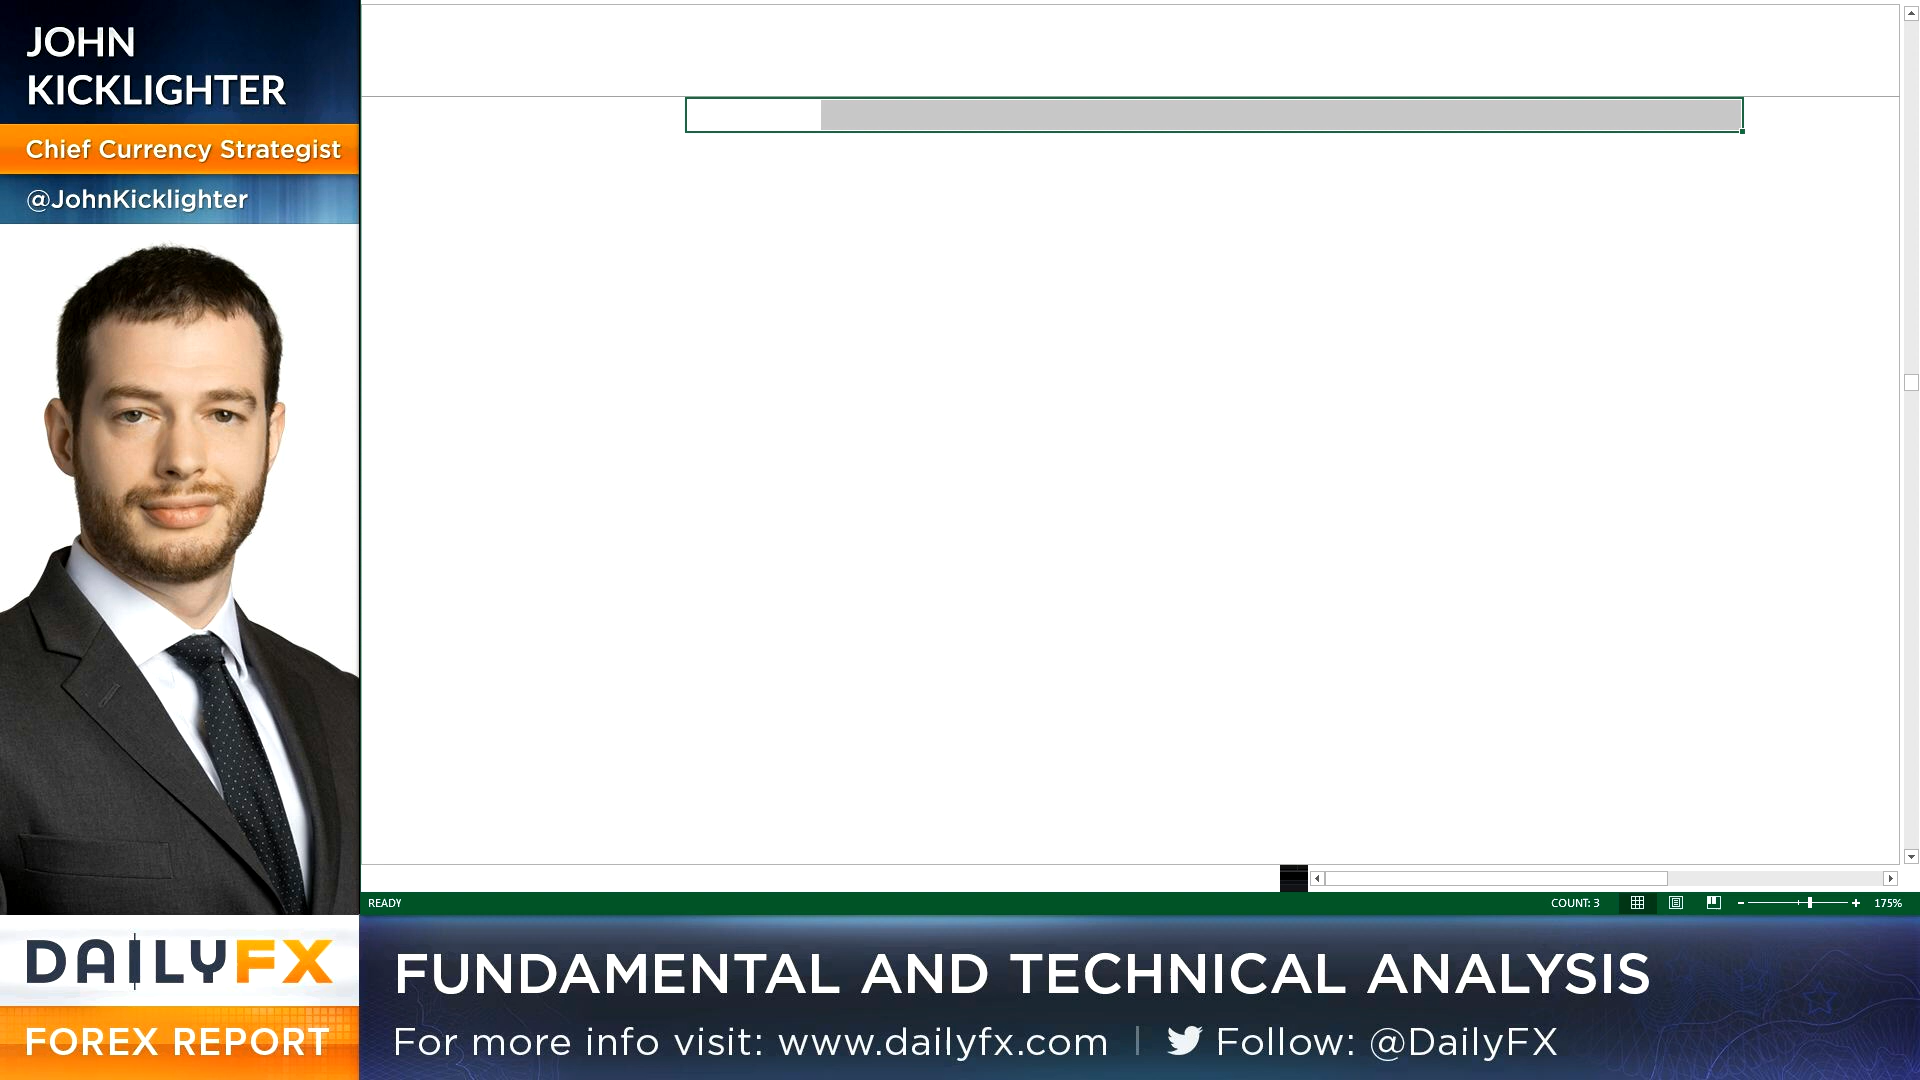 JOHN
KICKLIGHTER
Chief Currency Strategist
@JohnKicklighter
READY
COUNT: 3
175%
DAILYFX
FOREX REPORT
FUNDAMENTAL AND TECHNICAL ANALYSIS
For more info visit: www.dailyfx.com | Follow: @DailyFX